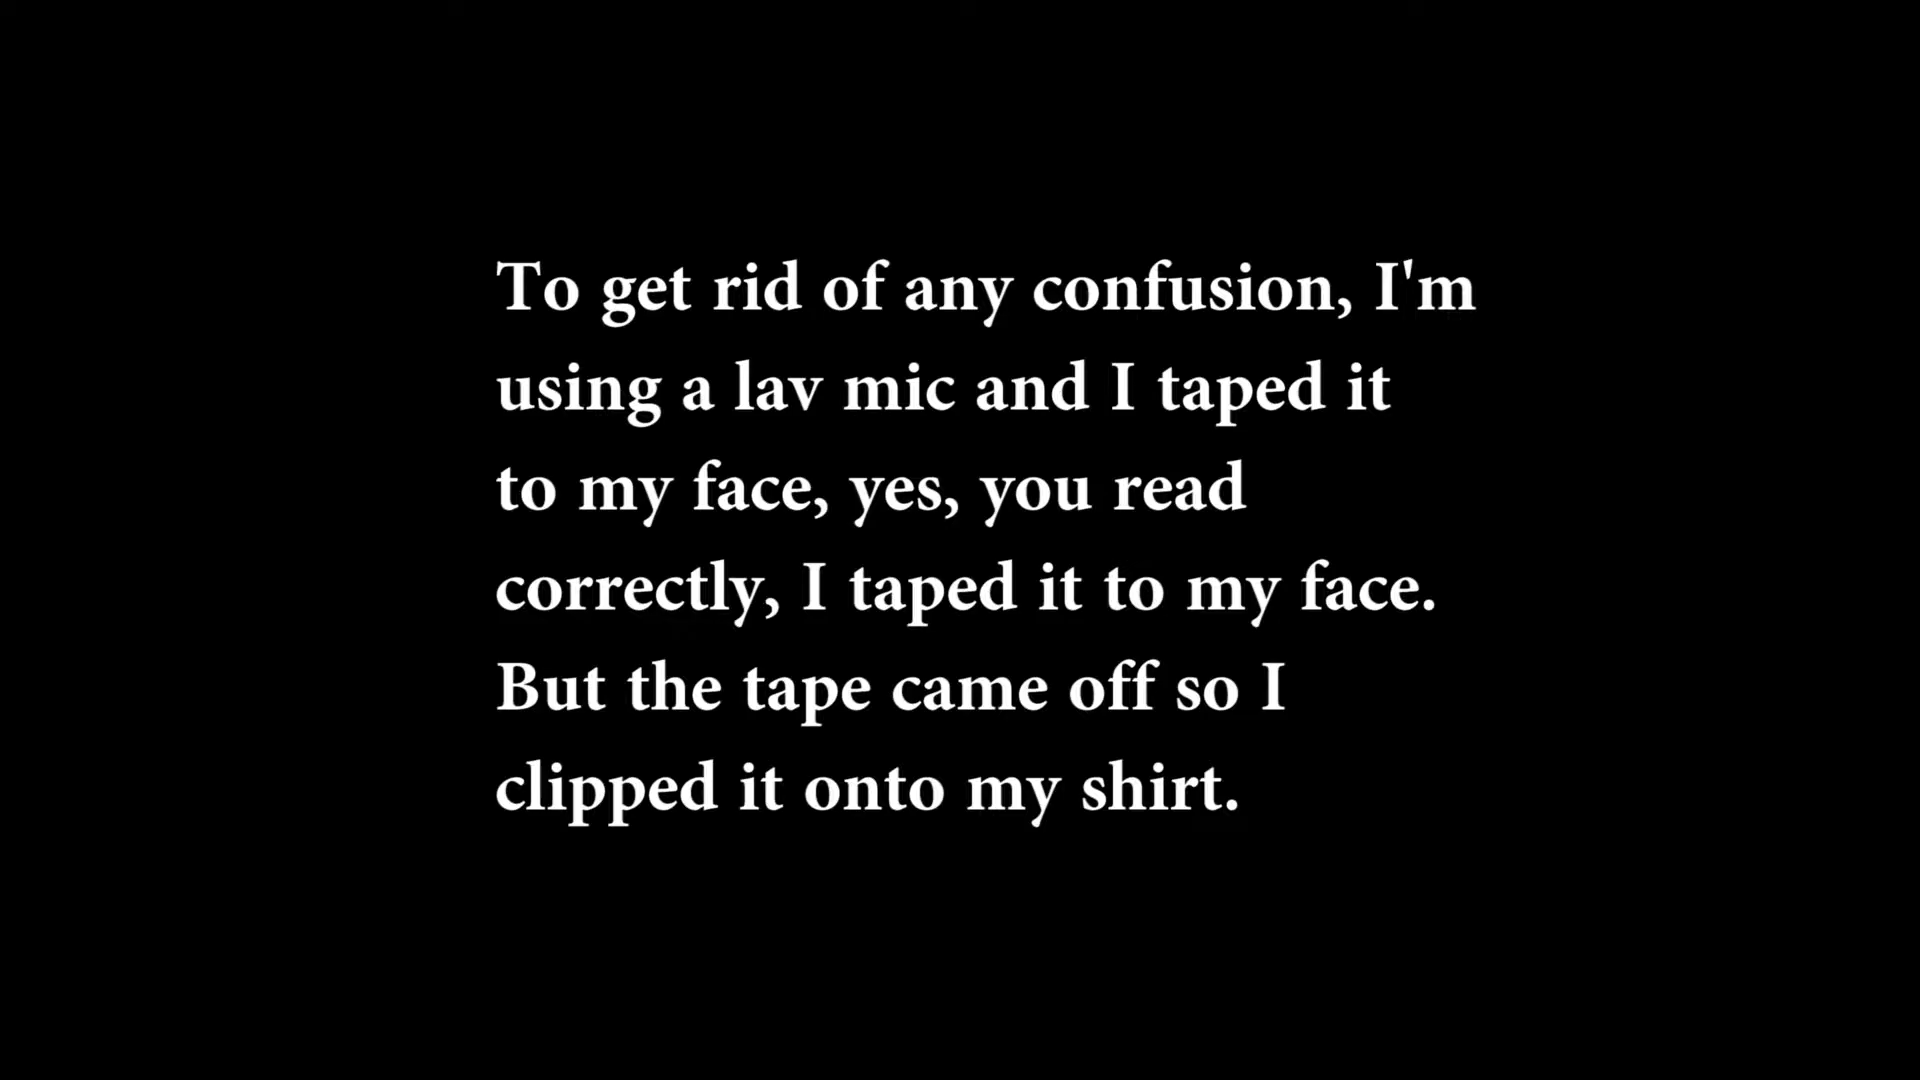 To get rid of any confusion, I'm
using a lav mic and I taped it
to my face, yes, you read
correctly, I taped it to my face.
But the tape came off so I
clipped it onto my shirt.